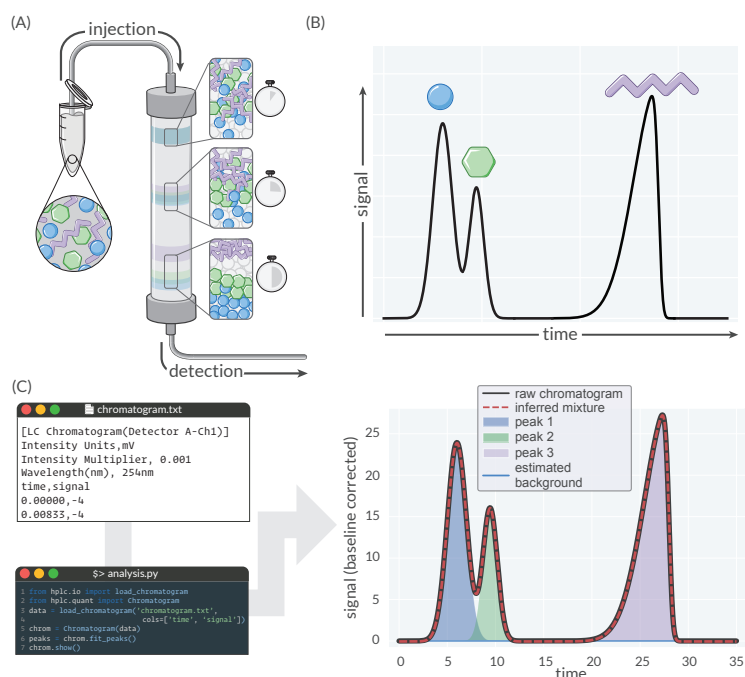 (A)
injection
detection
(B)
signal
time
(C)
chromatogram.txt
[LC Chromatogram(Detector A-Ch1)]
Intensity Units,mV
Intensity Multiplier, 0.001
Wavelength(nm), 254nm
time,signal
0.00000,-4
0.00833,-4
$> analysis.py
1 from hplc.io import load_chromatogram
2 from hplc.quant import Chromatogram
3 data = load_chromatogram('chromatogram.txt',
4 cols=['time', 'signal'])
5 chrom = Chromatogram(data)
6 peaks = chrom.fit_peaks()
7 chrom.show()
raw chromatogram
inferred mixture
peak 1
peak 2
peak 3
estimated
background
signal (baseline corrected)
25
20
15
10
5
0
0 5 10 15 20 25 30 35
time